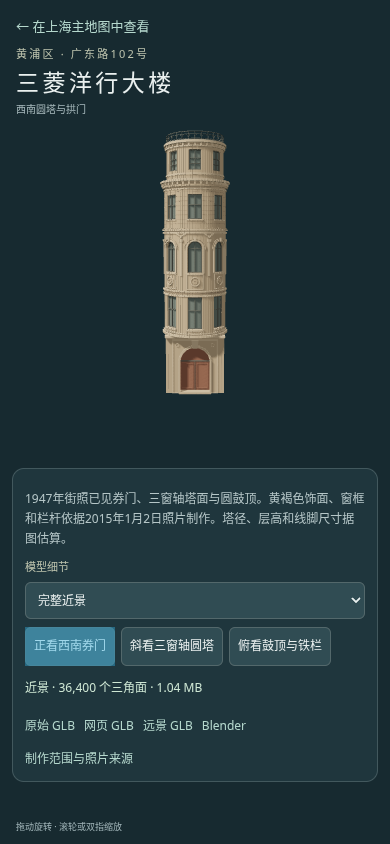 ← 在上海主地图中查看
黄浦区 · 广东路102号
三菱洋行大楼
西南圆塔与拱门
1947年街照已见券门、三窗轴塔面与圆鼓顶。黄褐色饰面、窗框
和栏杆依据2015年1月2日照片制作。塔径、层高和线脚尺寸据
图估算。
模型细节
完整近景
正看西南券门 斜看三窗轴圆塔 俯看鼓顶与铁栏
近景 · 36,400 个三角面 · 1.04 MB
原始 GLB 网页 GLB 远景 GLB Blender
制作范围与照片来源
拖动旋转 · 滚轮或双指缩放